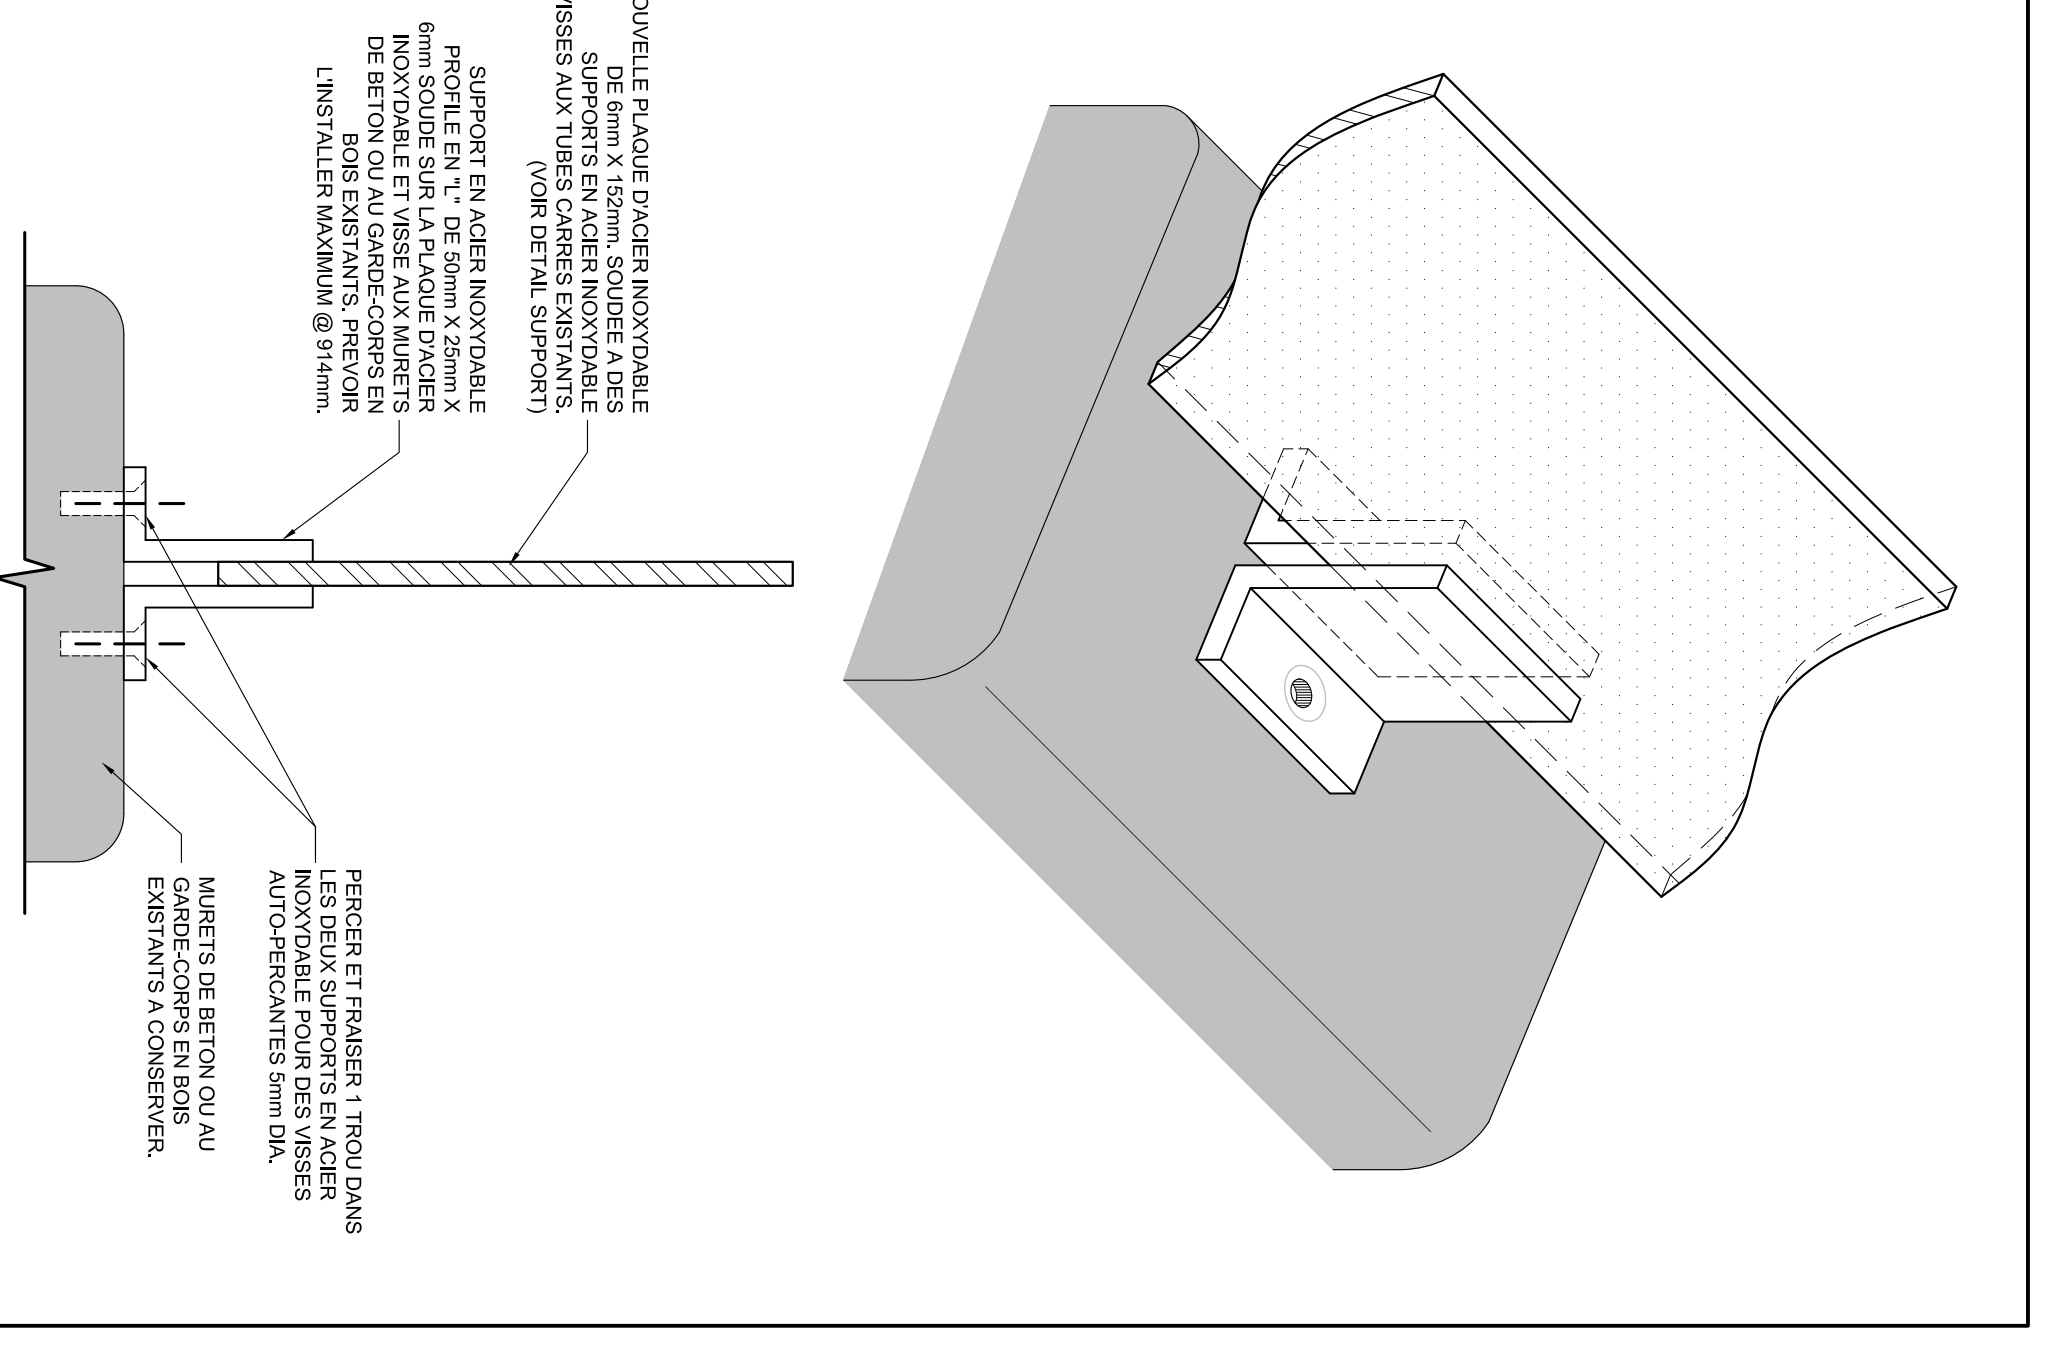 OUVELLE PLAQUE D'ACIER INOXYDABLE
DE 6mm X 152mm. SOUDEE A DES
SUPPORTS EN ACIER INOXYDABLE
VISSES AUX TUBES CARRES EXISTANTS.
(VOIR DETAIL SUPPORT)
SUPPORT EN ACIER INOXYDABLE
PROFILE EN "L" DE 50mm X 25mm X
6mm SOUDE SUR LA PLAQUE D'ACIER
INOXYDABLE ET VISSE AUX MURETS
DE BETON OU AU GARDE-CORPS EN
BOIS EXISTANTS. PREVOIR
L'INSTALLER MAXIMUM @ 914mm.
PERCER ET FRAISER 1 TROU DANS
LES DEUX SUPPORTS EN ACIER
INOXYDABLE POUR DES VISSES
AUTO-PERCANTES 5mm DIA.
MURETS DE BETON OU AU
GARDE-CORPS EN BOIS
EXISTANTS A CONSERVER.